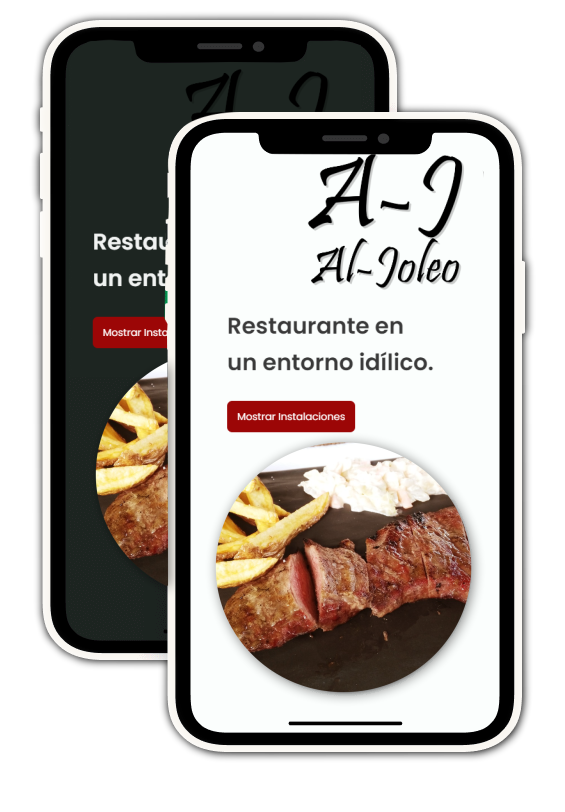 A-J
Restau
un ent
Mostrar Insta
A-J
Al-Joleo
Restaurante en
un entorno idílico.
Mostrar Instalaciones